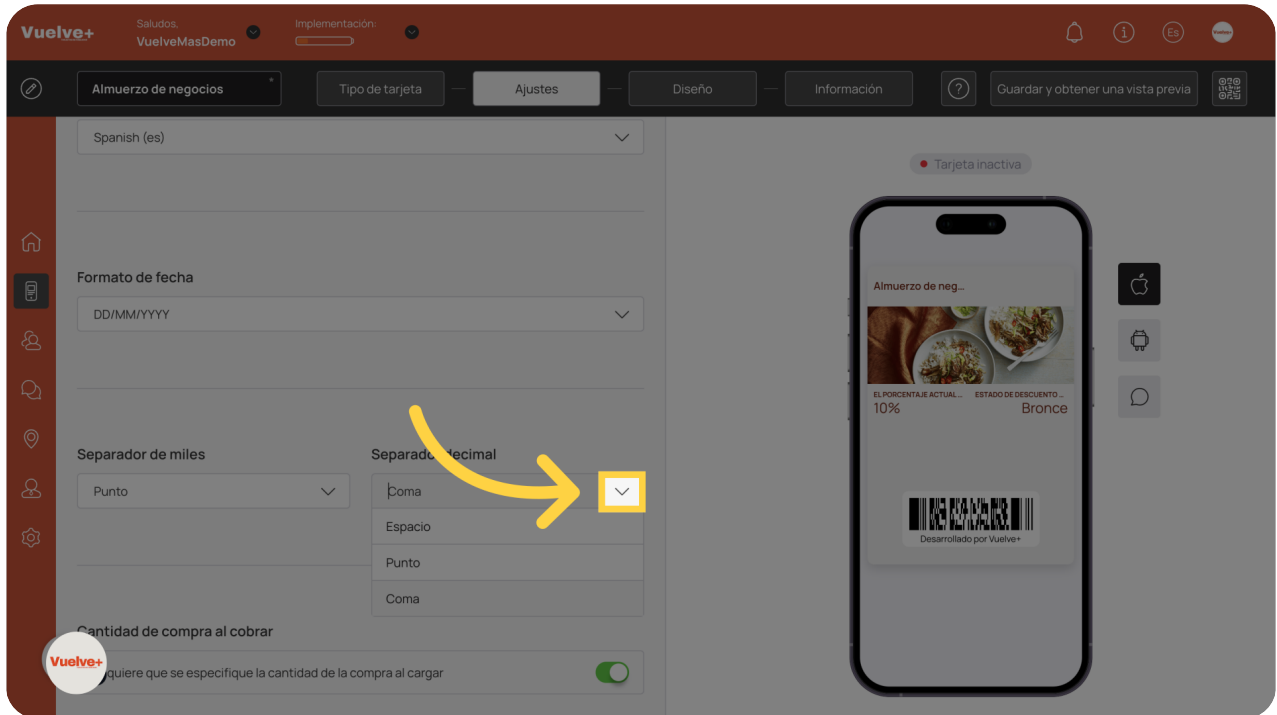 Vuelve+
Saludos,
VuelveMasDemo
Implementación:
Es
Vuelve+
Almuerzo de negocios *
Tipo de tarjeta
Ajustes
Diseño
Información
?
Guardar y obtener una vista previa
Spanish (es)
Formato de fecha
DD/MM/YYYY
Separador de miles
Punto
Separador decimal
Coma
Espacio
Punto
Coma
Cantidad de compra al cobrar
quiere que se especifique la cantidad de la compra al cargar
Vuelve+
Tarjeta inactiva
Almuerzo de neg...
EL PORCENTAJE ACTUAL ...
ESTADO DE DESCUENTO ...
10%
Bronce
Desarrollado por Vuelve+